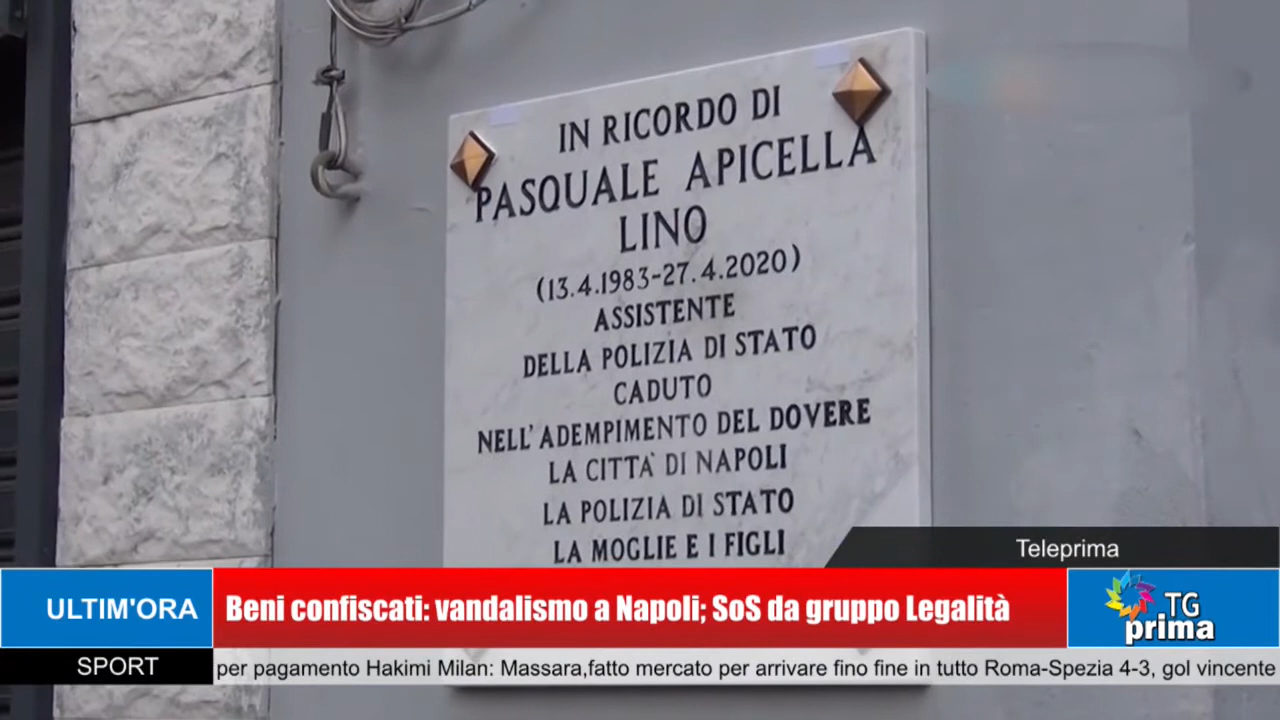 IN RICORDO DI
PASQUALE APICELLA
LINO
(13.4.1983-27.4.2020)
ASSISTENTE
DELLA POLIZIA DI STATO
CADUTO
NELL'ADEMPIMENTO DEL DOVERE
LA CITTÀ DI NAPOLI
LA POLIZIA DI STATO
LA MOGLIE E I FIGLI
Teleprima
ULTIM'ORA Beni confiscati: vandalismo a Napoli; SoS da gruppo Legalità
TG
prima
SPORT per pagamento Hakimi Milan: Massara,fatto mercato per arrivare fino fine in tutto Roma-Spezia 4-3, gol vincente